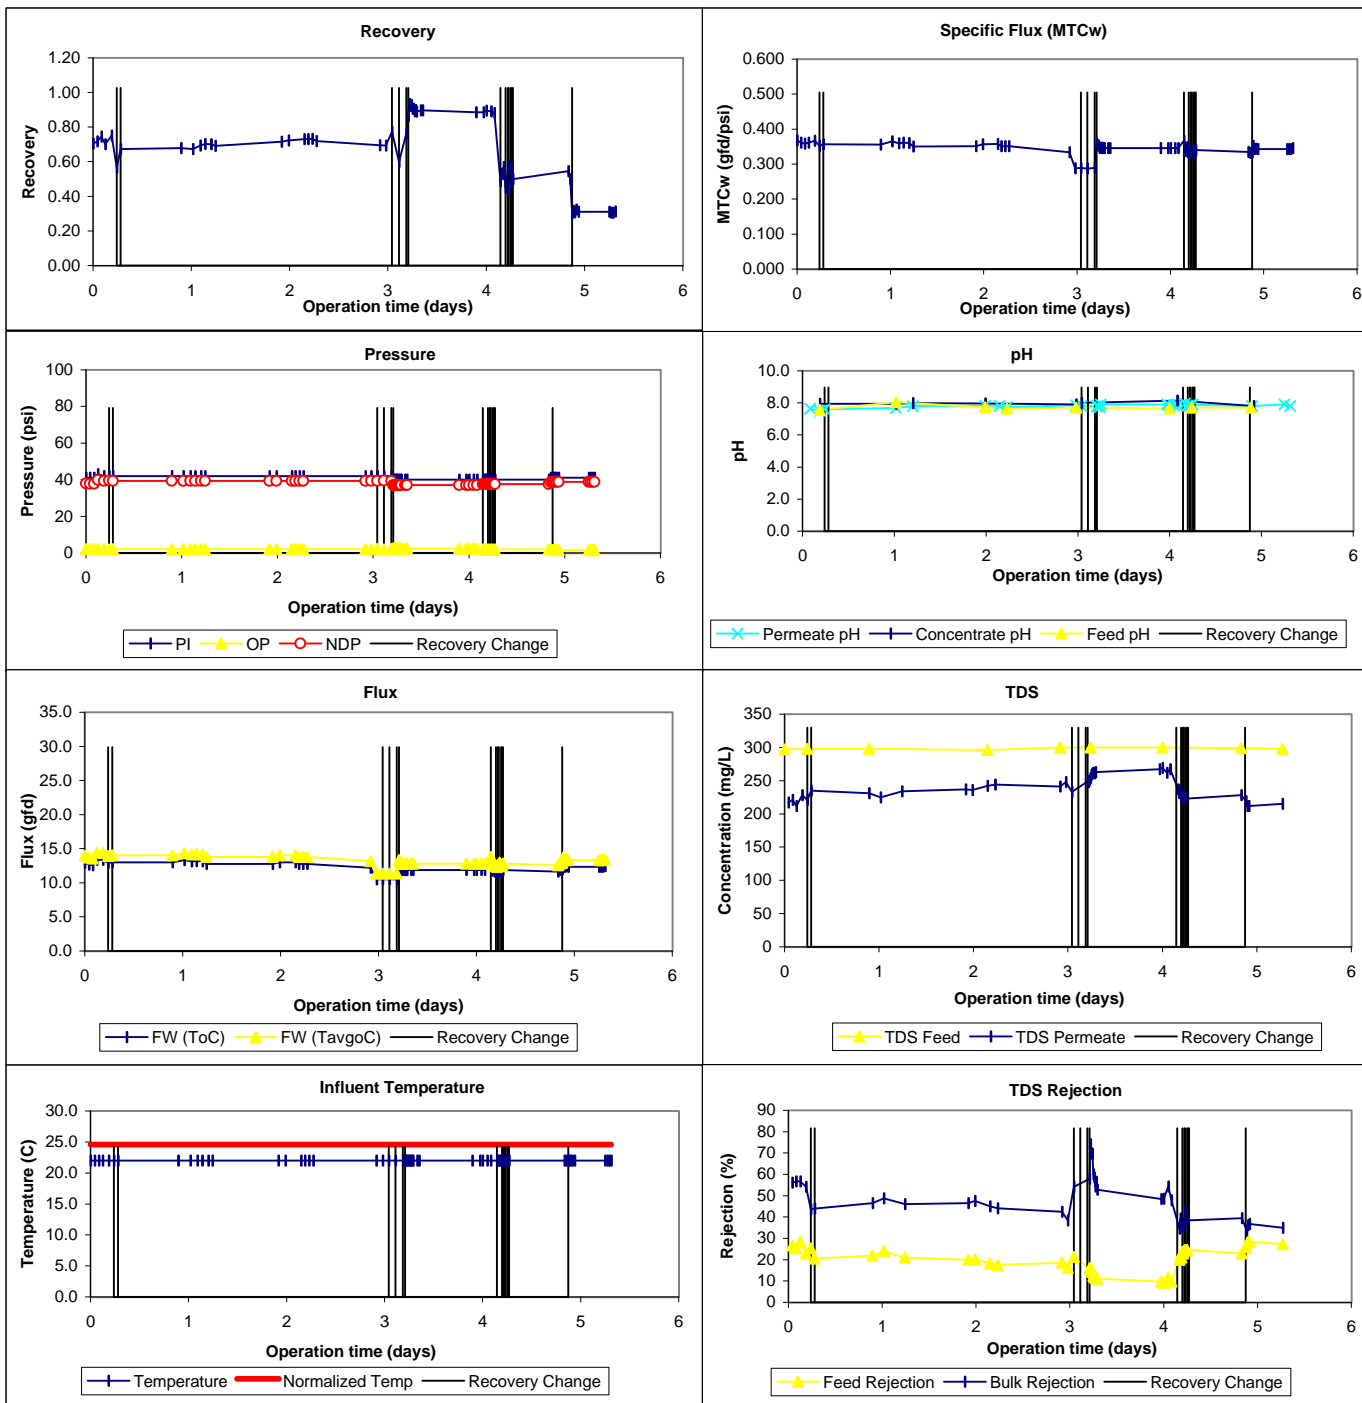 Recovery
1.20
1.00
0.80
0.60
0.40
0.20
0.00
Recovery
0 1 2 3 4 5 6
Operation time (days)
Specific Flux (MTCw)
0.600
0.500
0.400
0.300
0.200
0.100
0.000
MTCw (gfd/psi)
0 1 2 3 4 5 6
Operation time (days)
Pressure
100
80
60
40
20
0
Pressure (psi)
0 1 2 3 4 5 6
Operation time (days)
PI OP NDP Recovery Change
pH
10.0
8.0
6.0
4.0
2.0
0.0
pH
0 1 2 3 4 5 6
Operation time (days)
Permeate pH Concentrate pH Feed pH Recovery Change
Flux
35.0
30.0
25.0
20.0
15.0
10.0
5.0
0.0
Flux (gfd)
0 1 2 3 4 5 6
Operation time (days)
FW (ToC) FW (TavgoC) Recovery Change
TDS
350
300
250
200
150
100
50
0
Concentration (mg/L)
0 1 2 3 4 5 6
Operation time (days)
TDS Feed TDS Permeate Recovery Change
Influent Temperature
30.0
25.0
20.0
15.0
10.0
5.0
0.0
Temperature (C)
0 1 2 3 4 5 6
Operation time (days)
Temperature Normalized Temp Recovery Change
TDS Rejection
90
80
70
60
50
40
30
20
10
0
Rejection (%)
0 1 2 3 4 5 6
Operation time (days)
Feed Rejection Bulk Rejection Recovery Change